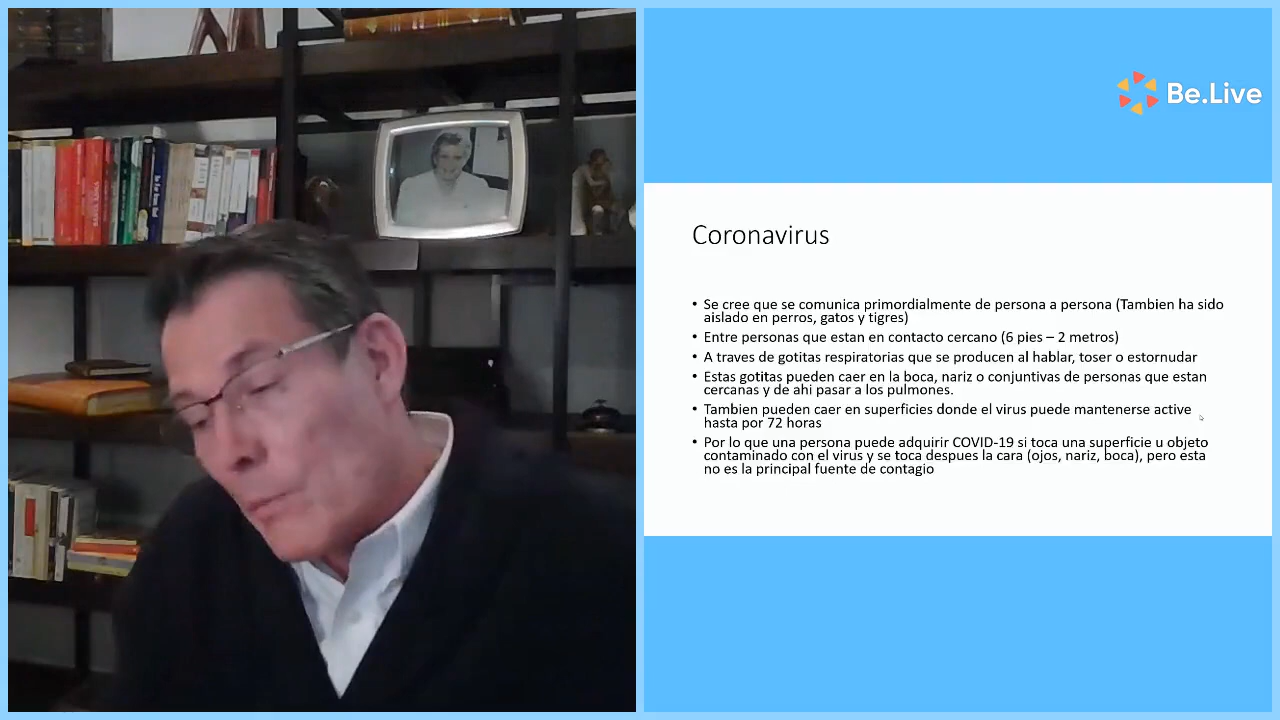 Be.Live
Coronavirus
• Se cree que se comunica primordialmente de persona a persona (Tambien ha sido
aislado en perros, gatos y tigres)
• Entre personas que estan en contacto cercano (6 pies – 2 metros)
• A traves de gotitas respiratorias que se producen al hablar, toser o estornudar
• Estas gotitas pueden caer en la boca, nariz o conjuntivas de personas que estan
cercanas y de ahi pasar a los pulmones.
• Tambien pueden caer en superficies donde el virus puede mantenerse active
hasta por 72 horas
• Por lo que una persona puede adquirir COVID-19 si toca una superficie u objeto
contaminado con el virus y se toca despues la cara (ojos, nariz, boca), pero esta
no es la principal fuente de contagio